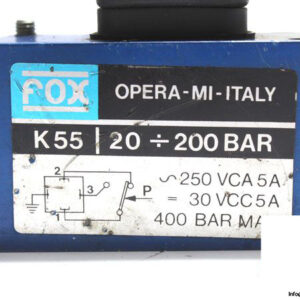 FOX
OPERA-MI-ITALY
K55 | 20 ÷ 200 BAR
2
3
1
P
~ 250 VCA 5A
= 30 VCC 5A
400 BAR MA